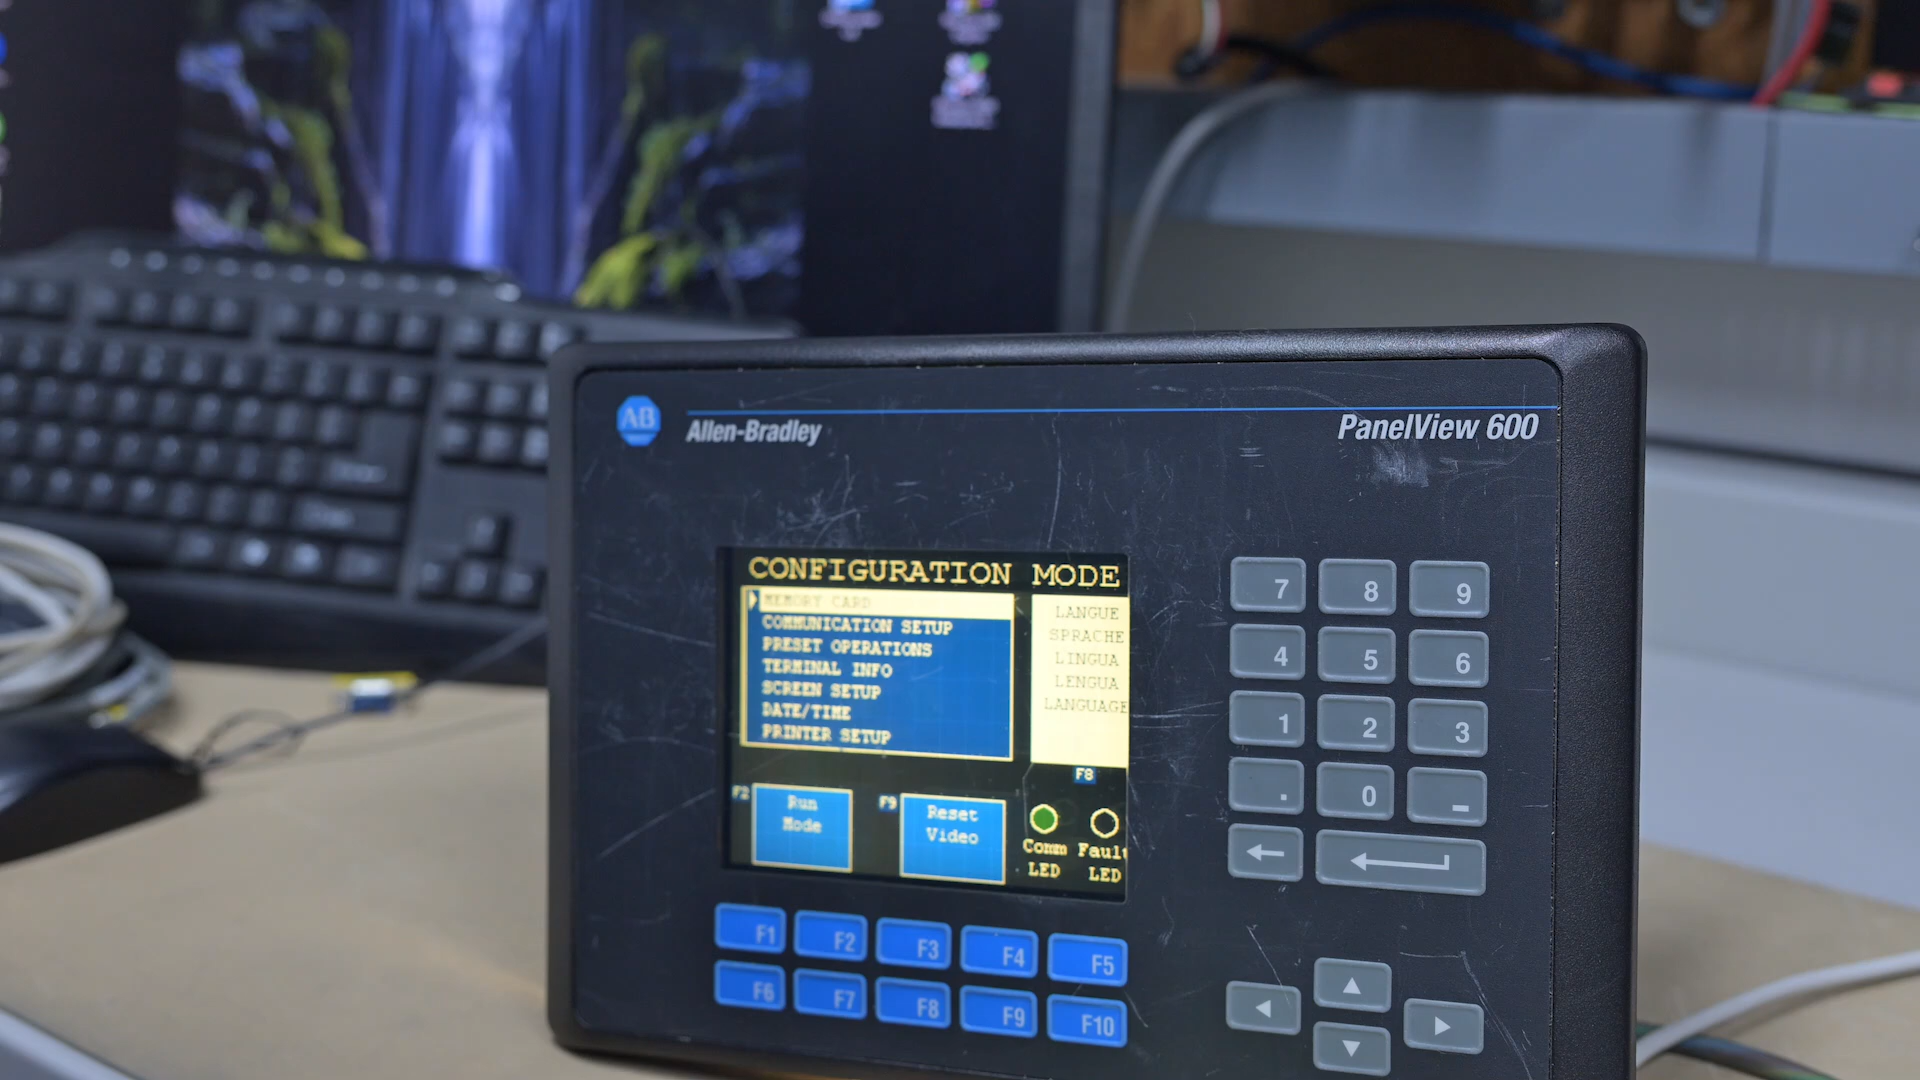 AB
Allen-Bradley
PanelView 600
CONFIGURATION MODE
MEMORY CARD
COMMUNICATION SETUP
PRESET OPERATIONS
TERMINAL INFO
SCREEN SETUP
DATE/TIME
PRINTER SETUP
LANGUE
SPRACHE
LINGUA
LENGUA
LANGUAGE
F8
F2
Run
Mode
F9
Reset
Video
Comm
LED
Fault
LED
7 8 9
4 5 6
1 2 3
. 0 -
F1 F2 F3 F4 F5
F6 F7 F8 F9 F10